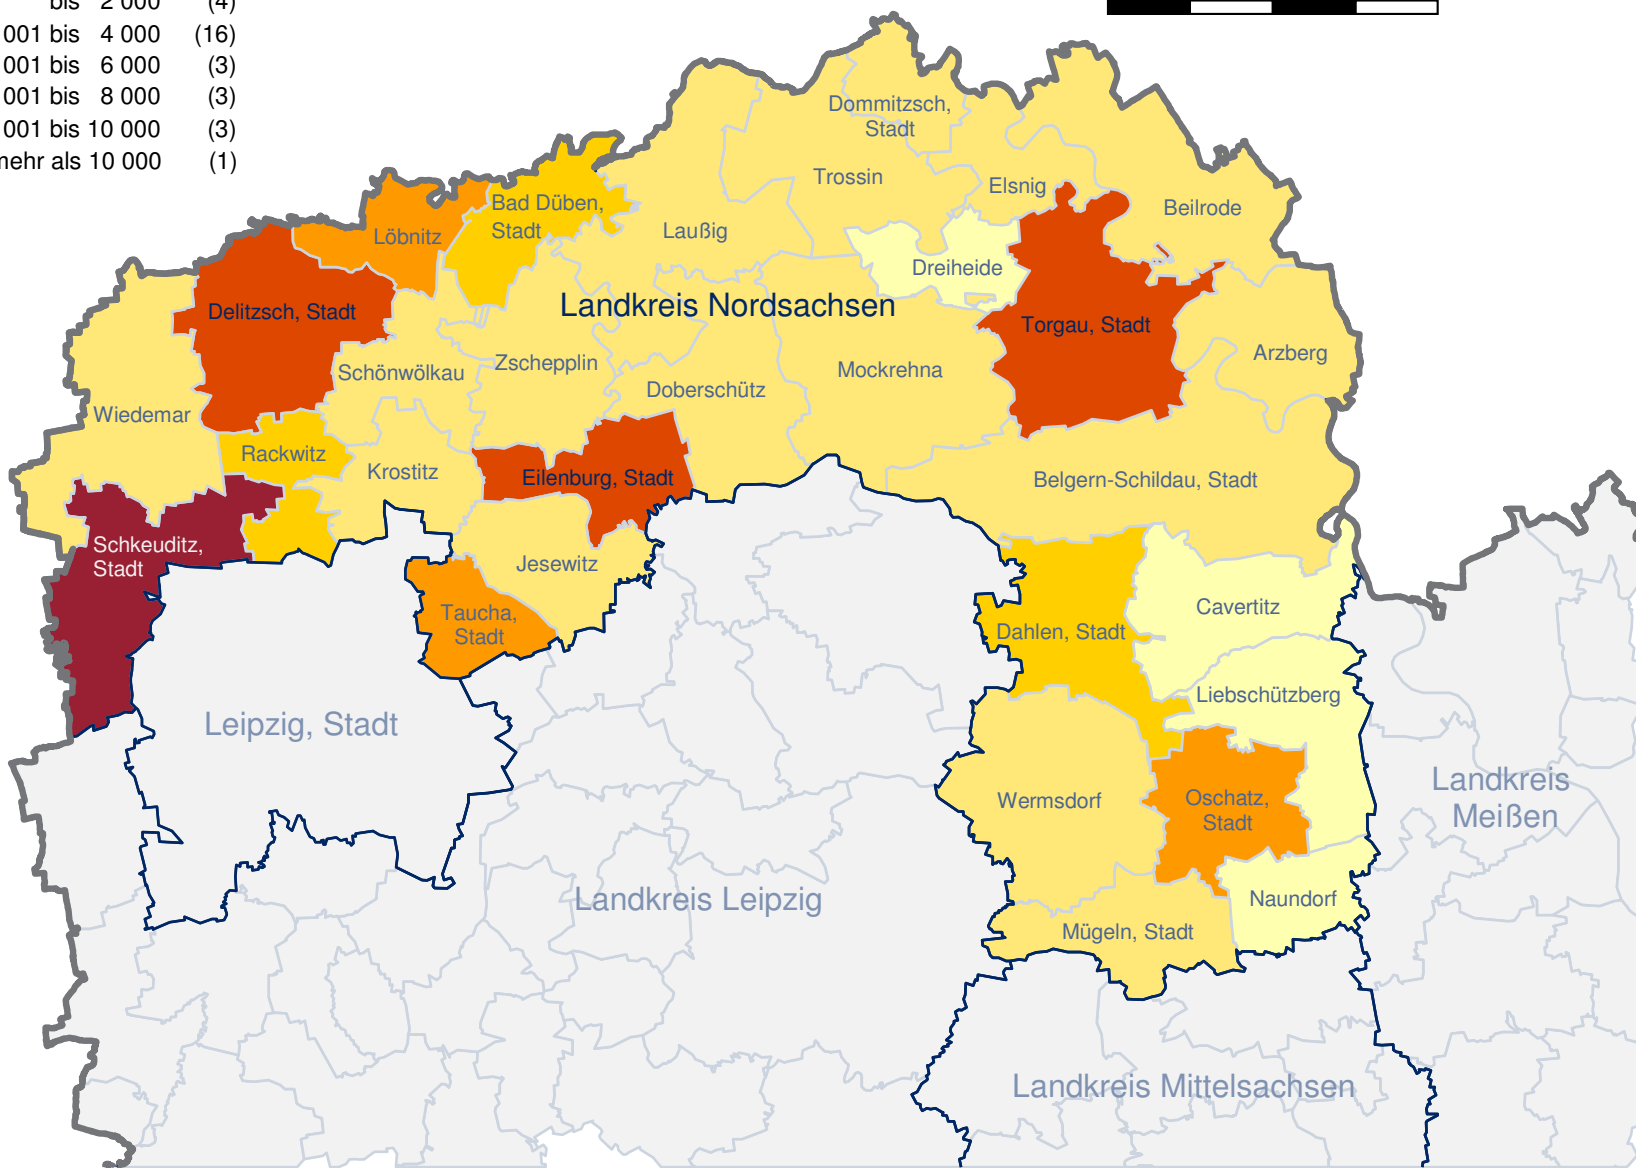 bis 2 000 (4)
001 bis 4 000 (16)
001 bis 6 000 (3)
001 bis 8 000 (3)
001 bis 10 000 (3)
mehr als 10 000 (1)
Dommitzsch,
Stadt
Trossin
Elsnig
Beilrode
Bad Düben,
Stadt
Löbnitz
Laußig
Dreiheide
Landkreis Nordsachsen
Delitzsch, Stadt
Torgau, Stadt
Arzberg
Schönwölkau
Zschepplin
Doberschütz
Mockrehna
Wiedemar
Rackwitz
Krostitz
Eilenburg, Stadt
Belgern-Schildau, Stadt
Schkeuditz,
Stadt
Jesewitz
Taucha,
Stadt
Dahlen, Stadt
Cavertitz
Liebschützberg
Leipzig, Stadt
Wermsdorf
Oschatz,
Stadt
Landkreis
Meißen
Landkreis Leipzig
Naundorf
Mügeln, Stadt
Landkreis Mittelsachsen